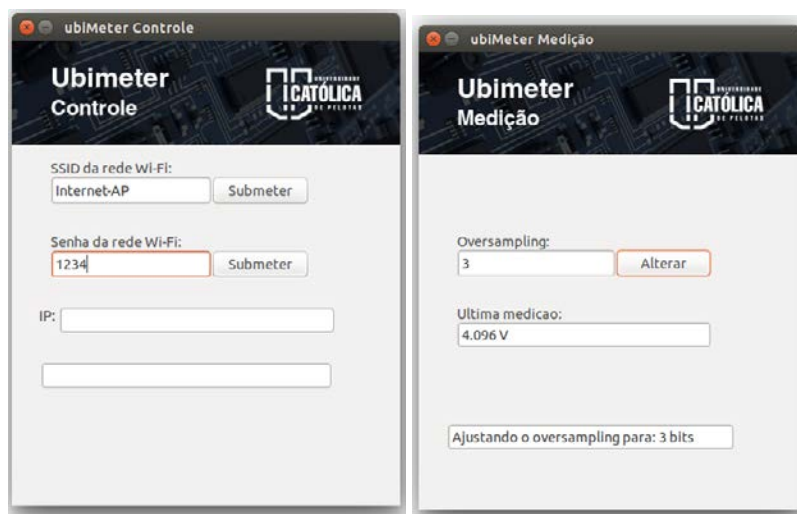 ubiMeter Controle
Ubimeter
Controle
UNIVERSIDADE
CATÓLICA
DE PELOTAS
SSID da rede Wi-Fi:
Internet-AP
Submeter
Senha da rede Wi-Fi:
1234
Submeter
IP:
ubiMeter Medição
Ubimeter
Medição
UNIVERSIDADE
CATÓLICA
DE PELOTAS
Oversampling:
3
Alterar
Ultima medicao:
4.096 V
Ajustando o oversampling para: 3 bits